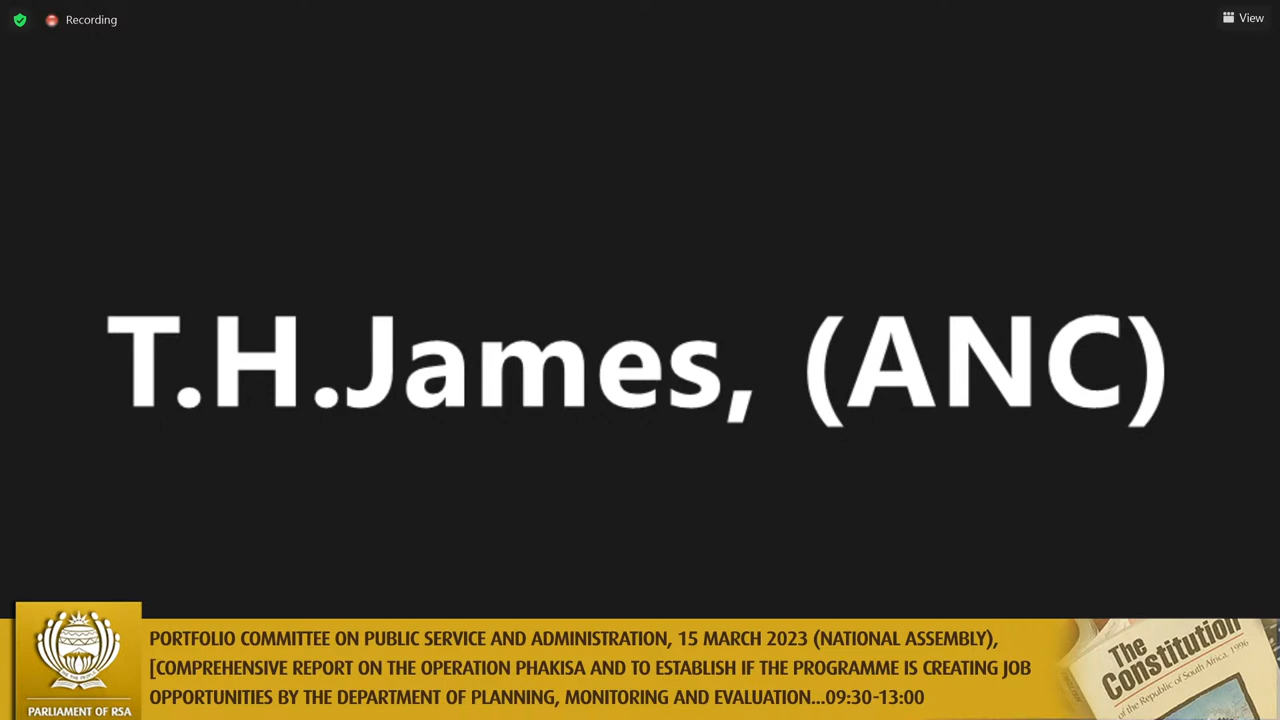 Recording
View
T.H.James, (ANC)
PORTFOLIO COMMITTEE ON PUBLIC SERVICE AND ADMINISTRATION, 15 MARCH 2023 (NATIONAL ASSEMBLY),
[COMPREHENSIVE REPORT ON THE OPERATION PHAKISA AND TO ESTABLISH IF THE PROGRAMME IS CREATING JOB
OPPORTUNITIES BY THE DEPARTMENT OF PLANNING, MONITORING AND EVALUATION...09:30-13:00
PARLIAMENT OF RSA
The
Constitution
of the Republic of South Africa, 1996